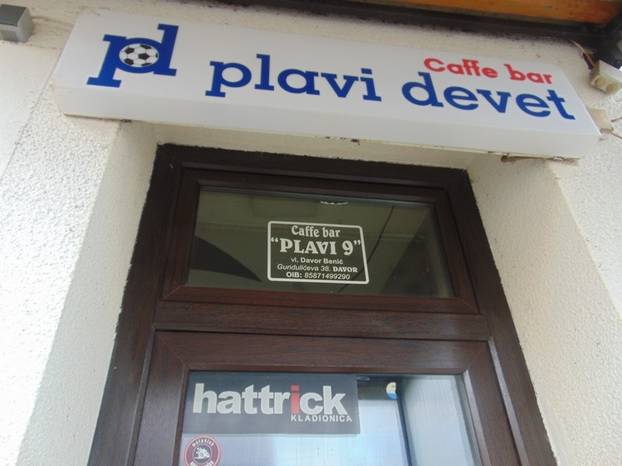 pd
Caffe bar
plavi devet
Caffe bar
"PLAVI 9"
vl. Davor Benić
Gundulićeva 38. DAVOR
OIB: 85871499290
hattrick
KLADIONICA